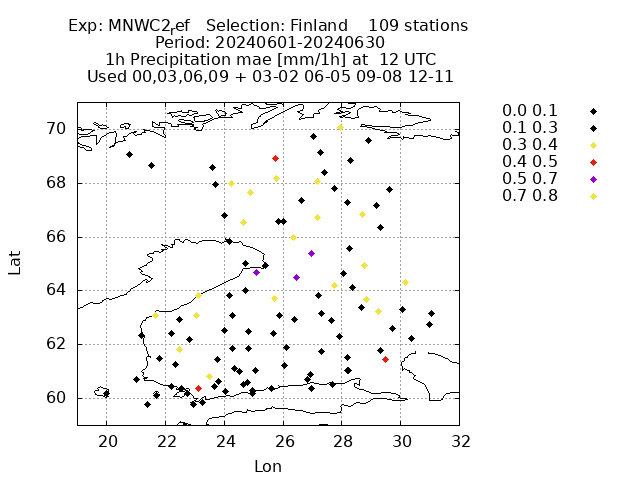 Exp: MNWC2ref   Selection: Finland    109 stations
Period: 20240601-20240630
1h Precipitation mae [mm/1h] at  12 UTC
Used 00,03,06,09 + 03-02 06-05 09-08 12-11
0.0 0.1
0.1 0.3
0.3 0.4
0.4 0.5
0.5 0.7
0.7 0.8
70
68
66
64
62
60
Lat
20 22 24 26 28 30 32
Lon